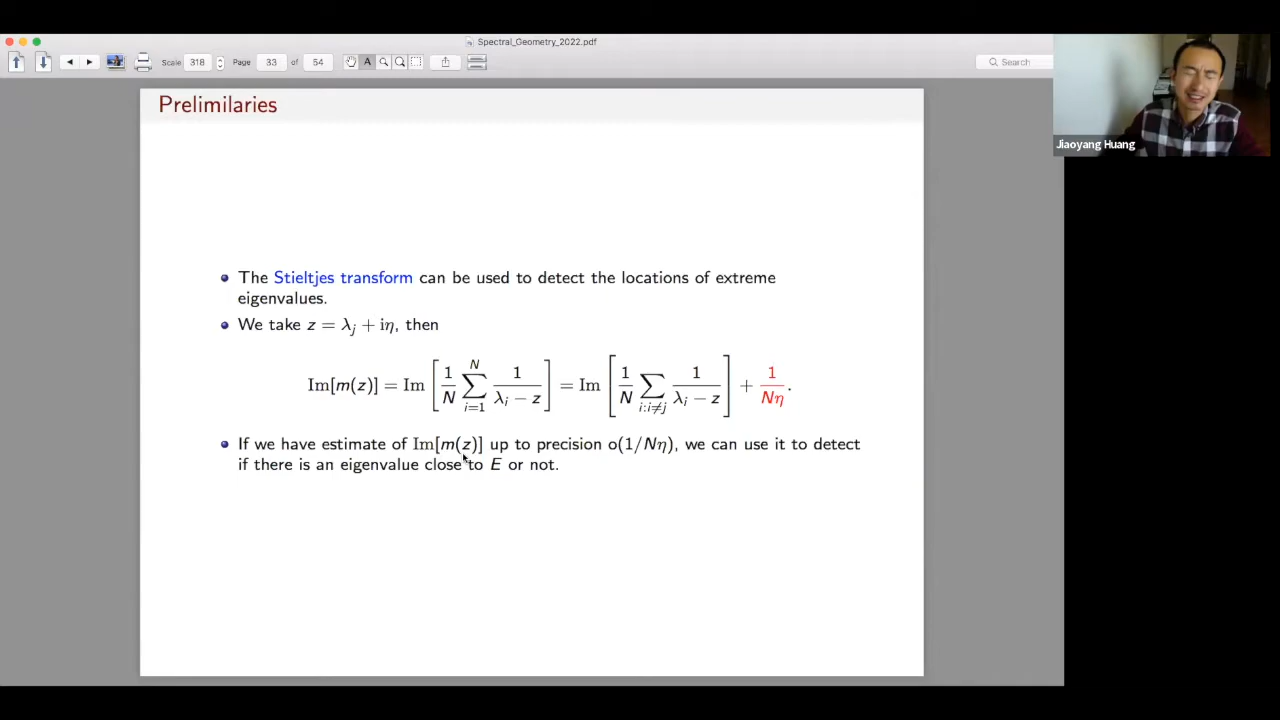 Spectral_Geometry_2022.pdf
Scale 318 Page 33 of 54 A Search
Prelimilaries
Jiaoyang Huang
The Stieltjes transform can be used to detect the locations of extreme
eigenvalues.
We take z = λ_j + iη, then
Im[m(z)] = Im [ 1/N ∑_{i=1}^{N} 1/(λ_i − z) ] = Im [ 1/N ∑_{i:i≠j} 1/(λ_i − z) ] + 1/(Nη).
If we have estimate of Im[m(z)] up to precision o(1/Nη), we can use it to detect
if there is an eigenvalue close to E or not.